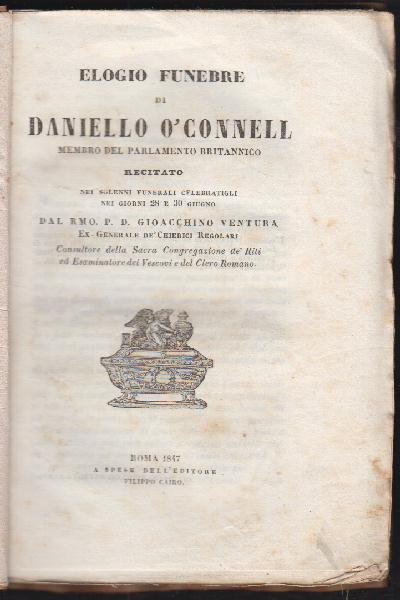 ELOGIO FUNEBRE
DI
DANIELLO O'CONNELL
MEMBRO DEL PARLAMENTO BRITANNICO
RECITATO
NEI SOLENNI FUNERALI CELEBRATIGLI
NEI GIORNI 28 E 30 GIUGNO
DAL RMO. P. D. GIOACCHINO VENTURA
EX-GENERALE DE' CHIERICI REGOLARI
Consultore della Sacra Congregazione de' Riti
ed Esaminatore dei Vescovi e del Clero Romano.
ROMA 1847
A SPESE DELL'EDITORE
FILIPPO CAIRO.